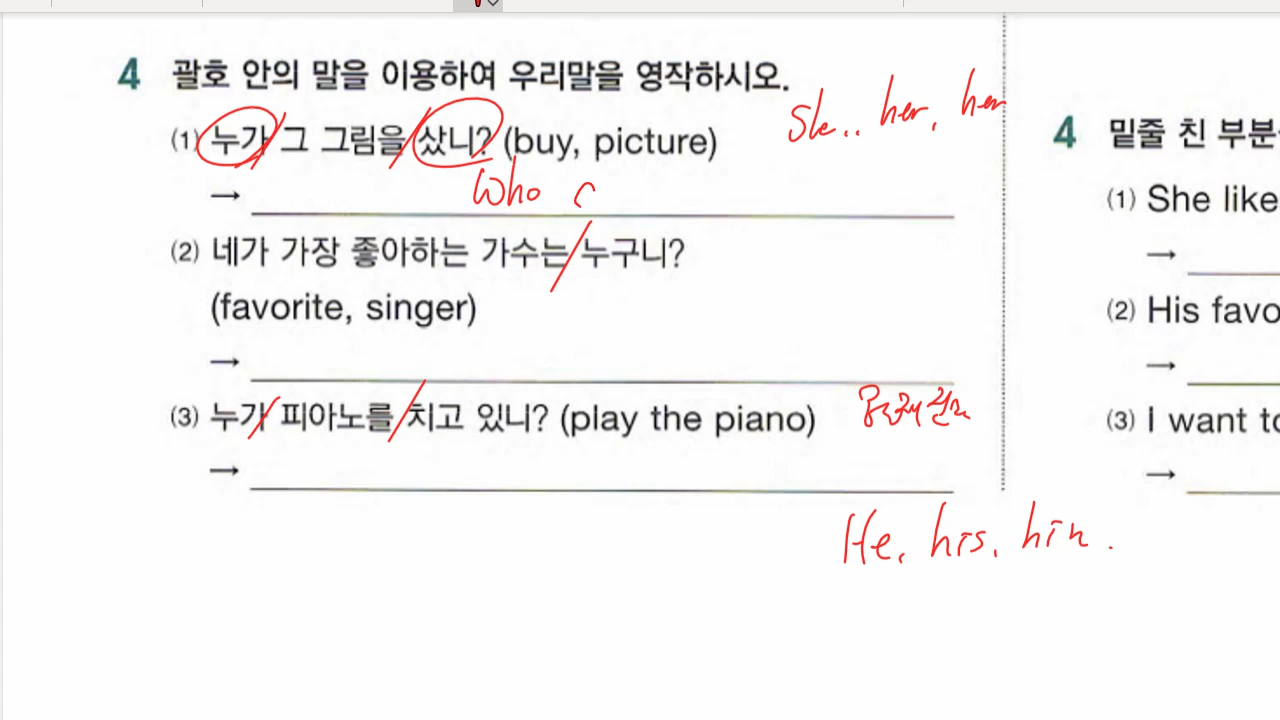 4 괄호 안의 말을 이용하여 우리말을 영작하시오.
She.. her, her
(1) 누가 그 그림을 샀니? (buy, picture)
Who
→
(2) 네가 가장 좋아하는 가수는 누구니?
(favorite, singer)
→
(3) 누가 피아노를 치고 있니? (play the piano)
→
He, his, him.
4 밑줄 친 부분
(1) She like
→
(2) His favo
→
(3) I want to
→